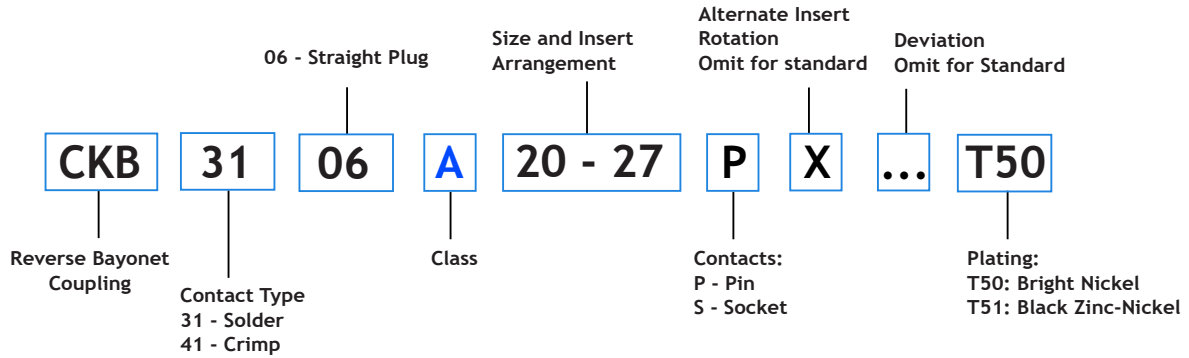 Alternate Insert
Rotation
Omit for standard
Size and Insert
Arrangement
Deviation
Omit for Standard
06 - Straight Plug
CKB 31 06 A 20 - 27 P X ... T50
Reverse Bayonet
Coupling
Contact Type
31 - Solder
41 - Crimp
Class
Contacts:
P - Pin
S - Socket
Plating:
T50: Bright Nickel
T51: Black Zinc-Nickel